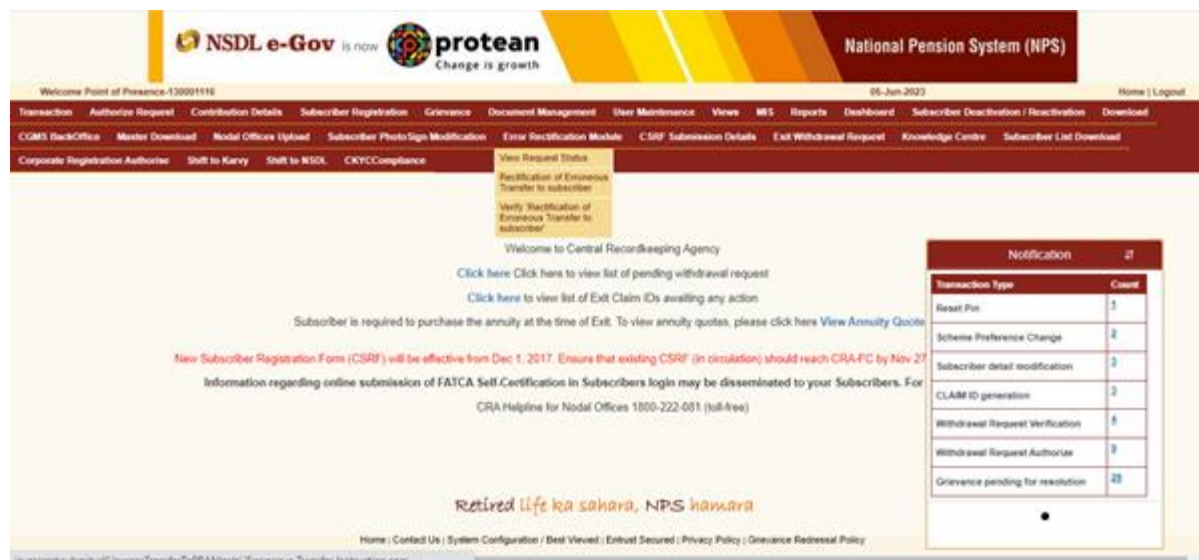 NSDL e-Gov is now protean
Change is growth
National Pension System (NPS)
Welcome Point of Presence-130001116
05-Jun-2023
Home | Logout
Transaction Authorize Request Contribution Details Subscriber Registration Grievance Document Management User Maintenance Views MIS Reports Dashboard Subscriber Deactivation / Reactivation Download
CGMS BackOffice Master Download Nodal Offices Upload Subscriber Photo Sign Modification Error Rectification Module CSRF Submission Details Exit Withdrawal Request Knowledge Centre Subscriber List Download
Corporate Registration Authorise Shift to Karvy Shift to NSDL CKYCCompliance
View Request Status
Rectification of Erroneous
Transfer to subscriber
Verify 'Rectification of
Erroneous Transfer to
subscriber'
Welcome to Central Recordkeeping Agency
Click here Click here to view list of pending withdrawal request
Click here to view list of Exit Claim IDs awaiting any action
Subscriber is required to purchase the annuity at the time of Exit. To view annuity quotes, please click here View Annuity Quote
New Subscriber Registration Form (CSRF) will be effective from Dec 1, 2017. Ensure that existing CSRF (in circulation) should reach CRA-FC by Nov 27
Information regarding online submission of FATCA Self-Certification in Subscribers login may be disseminated to your Subscribers. For
CRA Helpline for Nodal Offices 1800-222-081 (toll-free)
Notification
Transaction Type Count
Reset Pin
Scheme Preference Change
Subscriber detail modification
CLAIM ID generation
Withdrawal Request Verification
Withdrawal Request Authorize
Grievance pending for resolution
Retired life ka sahara, NPS hamara
Home | Contact Us | System Configuration / Best Viewed | Entrust Secured | Privacy Policy | Grievance Redressal Policy